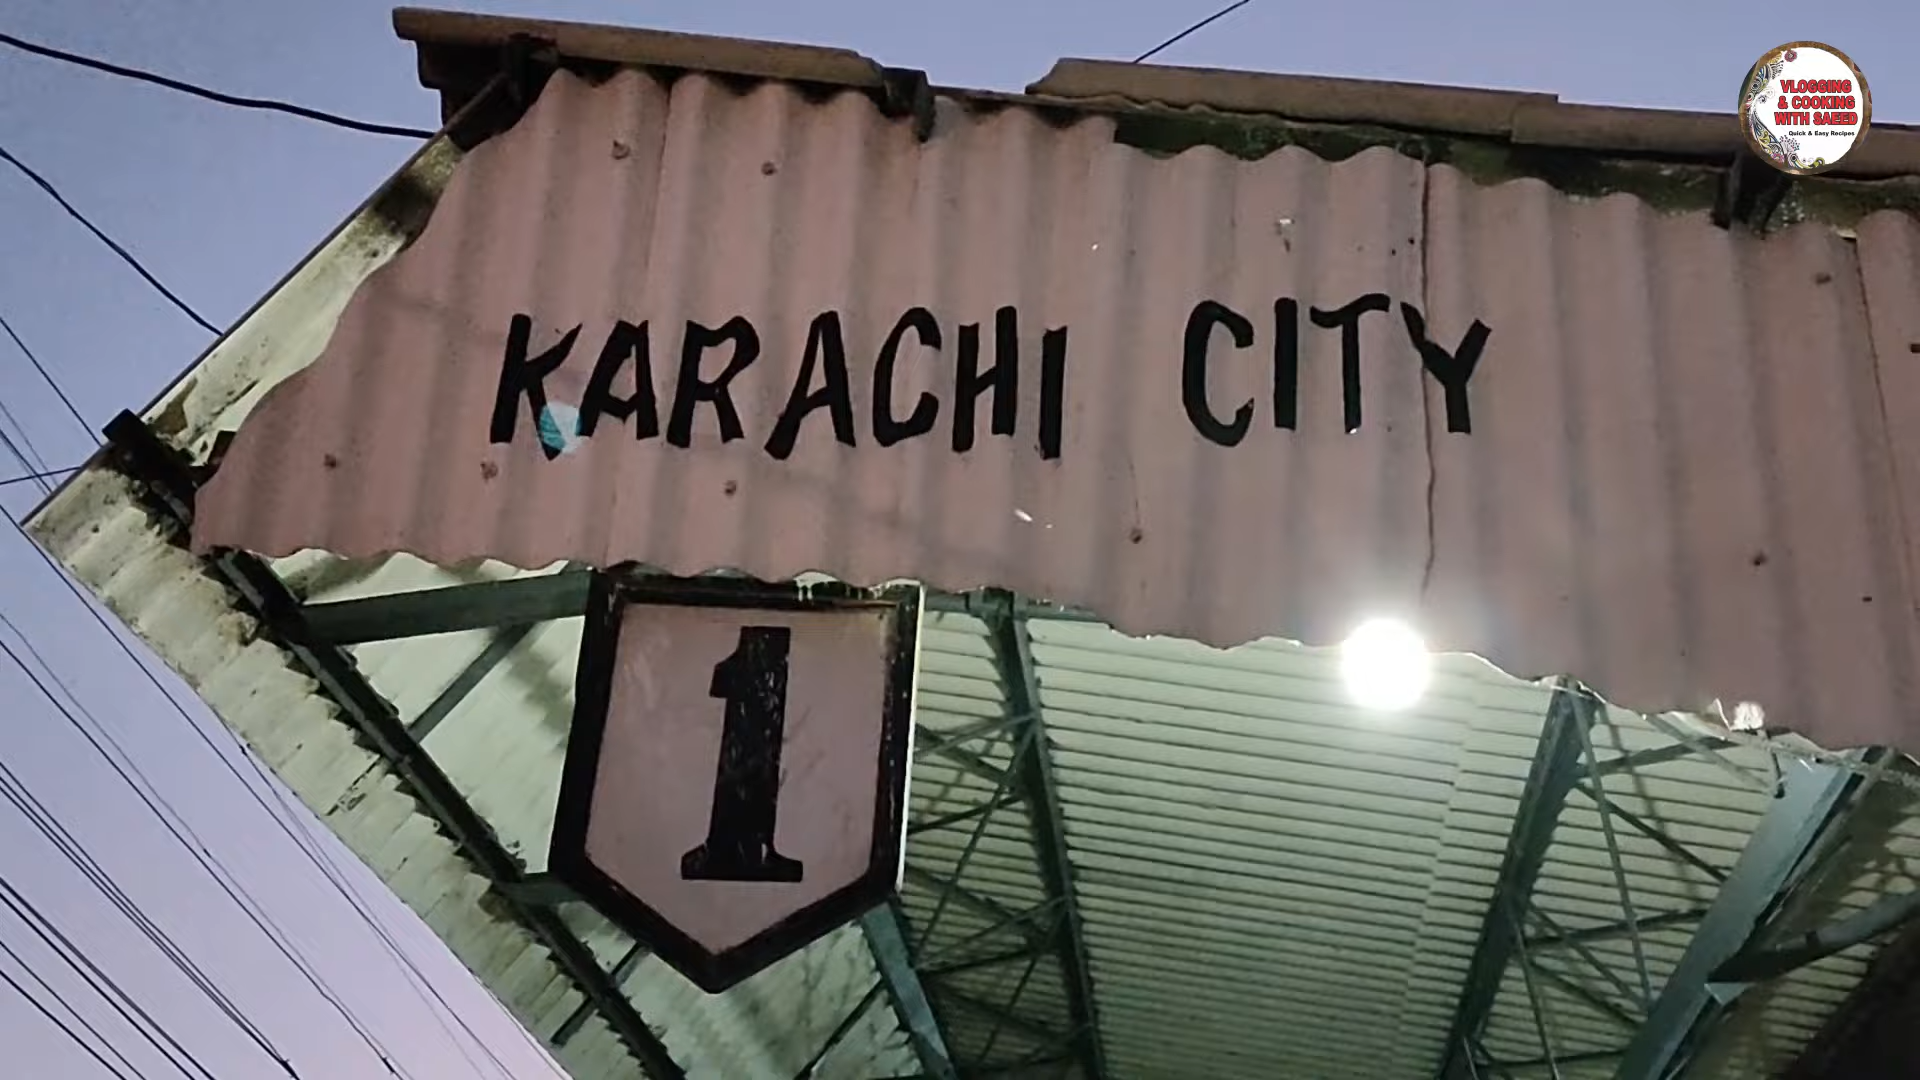 VLOGGING
& COOKING
WITH SAEED
Quick & Easy Recipes
KARACHI CITY
1